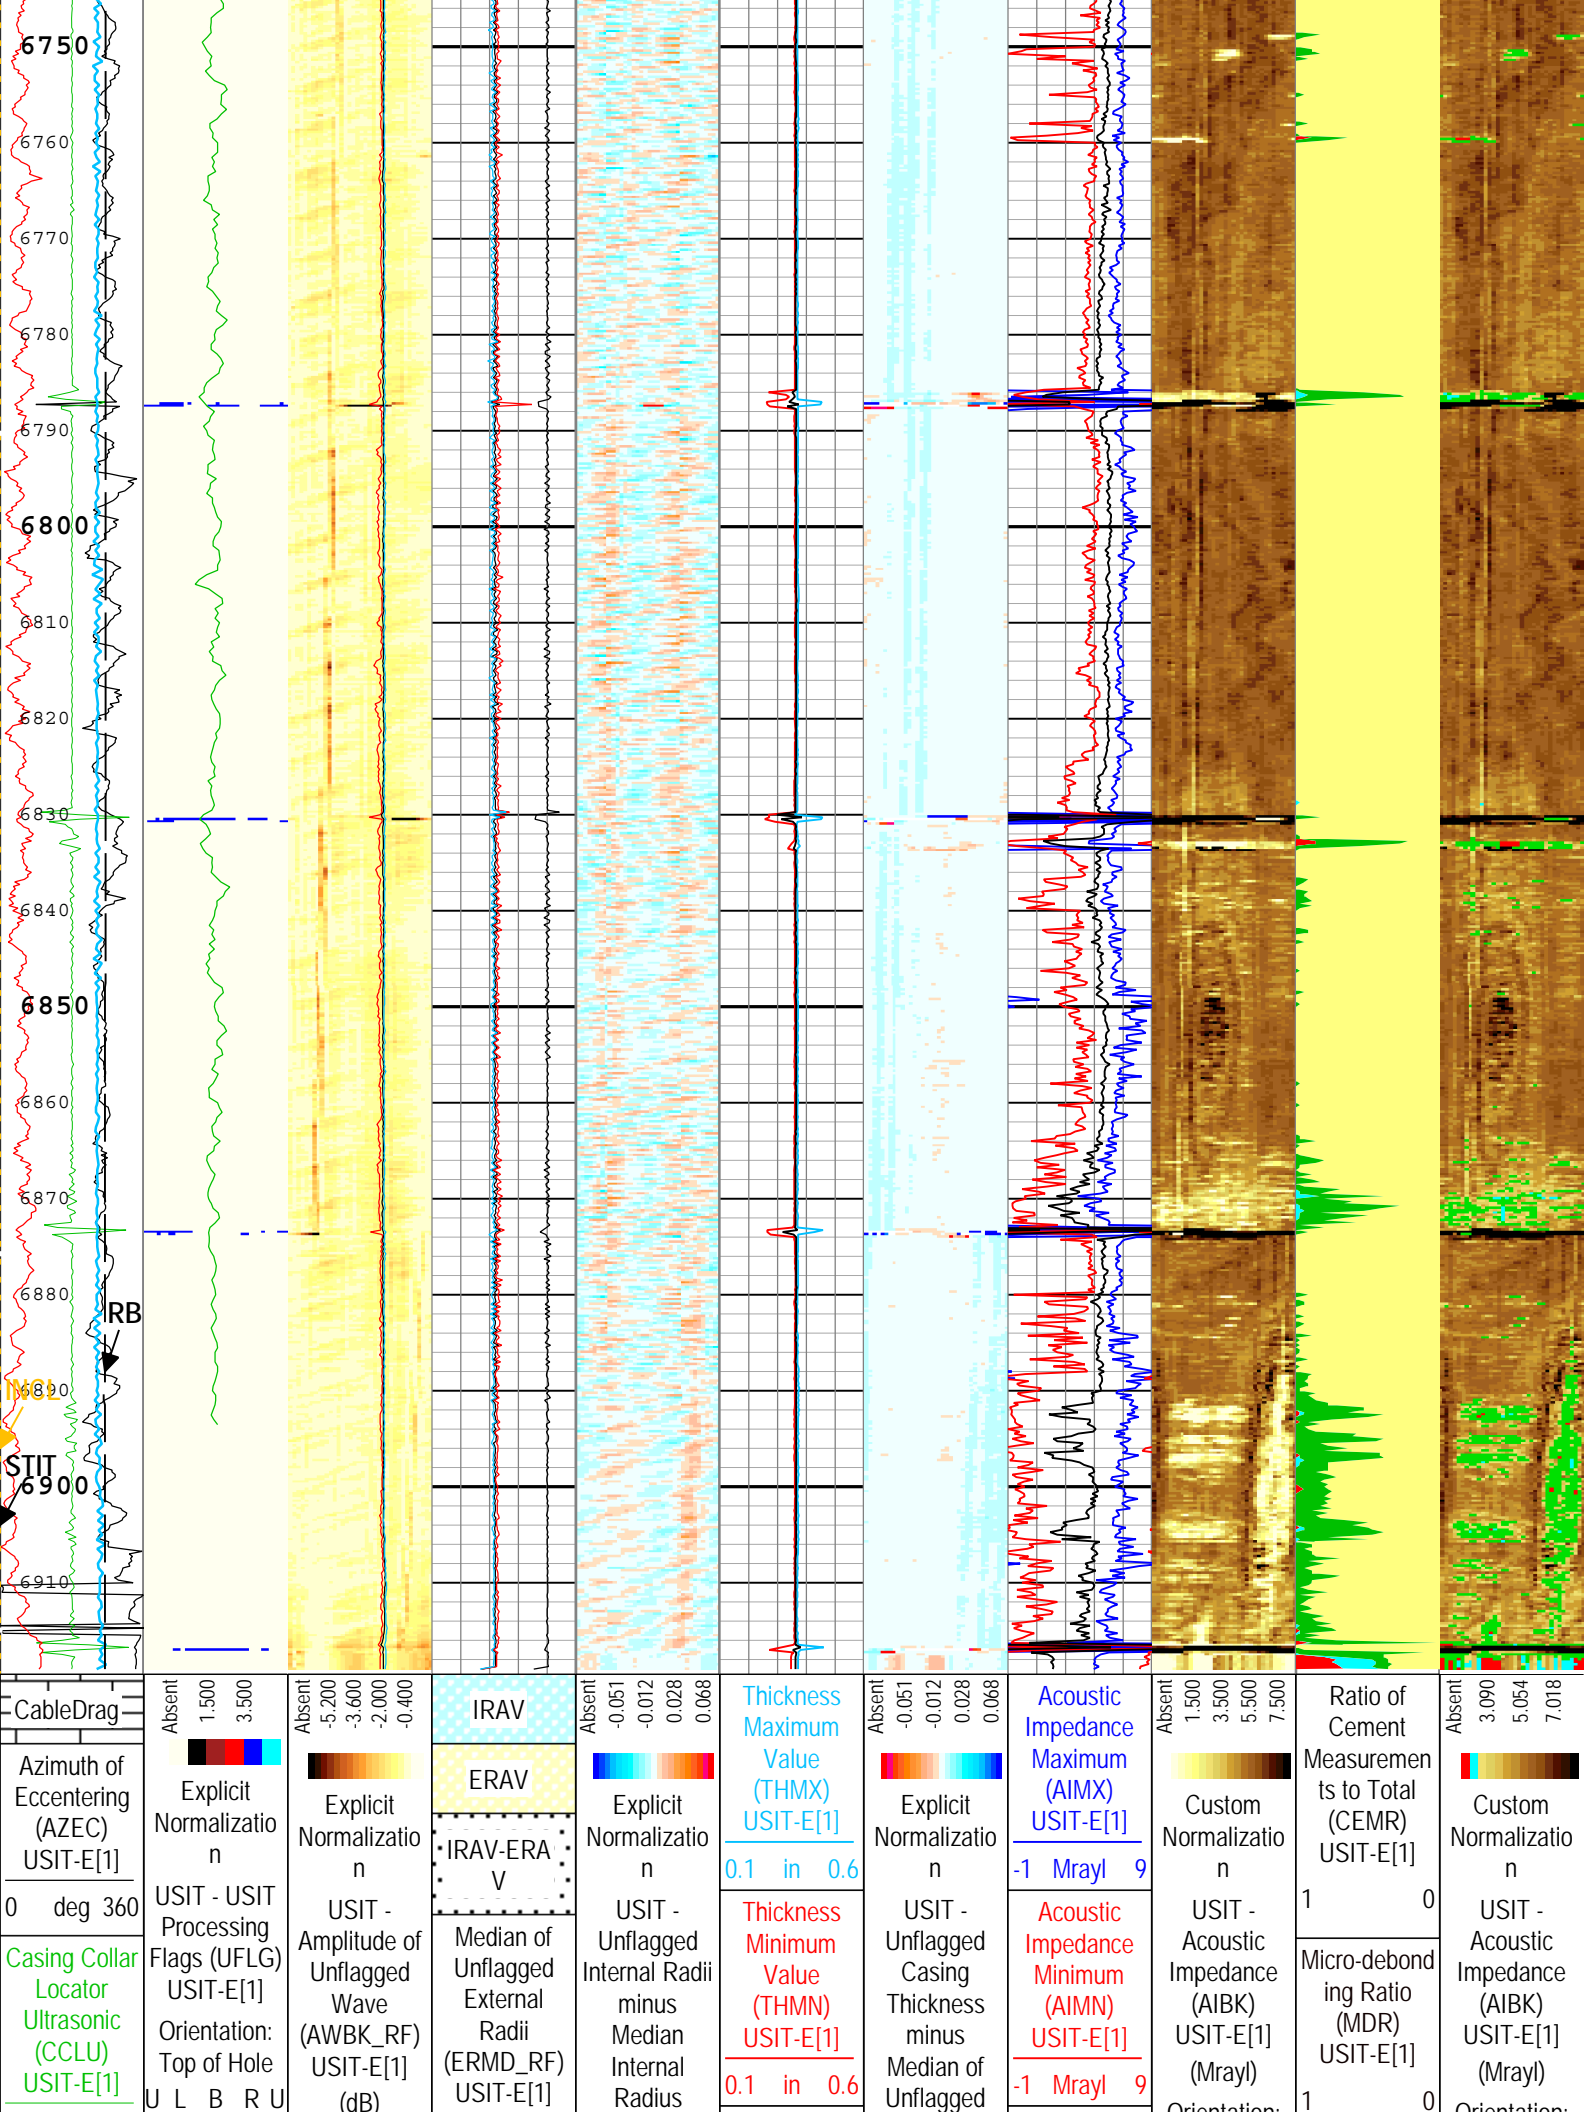 6750
6760
6770
6780
6790
6800
6810
6820
6830
6840
6850
6860
6870
6880
RB
6890
INCL
STIT
6900
6910
CableDrag
Azimuth of
Eccentering
(AZEC)
USIT-E[1]
0 deg 360
Casing Collar
Locator
Ultrasonic
(CCLU)
USIT-E[1]
Absent 1.500 3.500
Explicit
Normalizatio
n
USIT - USIT
Processing
Flags (UFLG)
USIT-E[1]
Orientation:
Top of Hole
U L B R U
Absent -5.200 -3.600 -2.000 -0.400
Explicit
Normalizatio
n
USIT -
Amplitude of
Unflagged
Wave
(AWBK_RF)
USIT-E[1]
(dB)
IRAV
ERAV
IRAV-ERA
V
Median of
Unflagged
External
Radii
(ERMD_RF)
USIT-E[1]
Absent -0.051 -0.012 0.028 0.068
Explicit
Normalizatio
n
USIT -
Unflagged
Internal Radii
minus
Median
Internal
Radius
Thickness
Maximum
Value
(THMX)
USIT-E[1]
0.1 in 0.6
Thickness
Minimum
Value
(THMN)
USIT-E[1]
0.1 in 0.6
Absent -0.051 -0.012 0.028 0.068
Explicit
Normalizatio
n
USIT -
Unflagged
Casing
Thickness
minus
Median of
Unflagged
Acoustic
Impedance
Maximum
(AIMX)
USIT-E[1]
-1 Mrayl 9
Acoustic
Impedance
Minimum
(AIMN)
USIT-E[1]
-1 Mrayl 9
Absent 1.500 3.500 5.500 7.500
Custom
Normalizatio
n
USIT -
Acoustic
Impedance
(AIBK)
USIT-E[1]
(Mrayl)
Orientation:
Ratio of
Cement
Measuremen
ts to Total
(CEMR)
USIT-E[1]
1 0
Micro-debond
ing Ratio
(MDR)
USIT-E[1]
1 0
Absent 3.090 5.054 7.018
Custom
Normalizatio
n
USIT -
Acoustic
Impedance
(AIBK)
USIT-E[1]
(Mrayl)
Orientation: